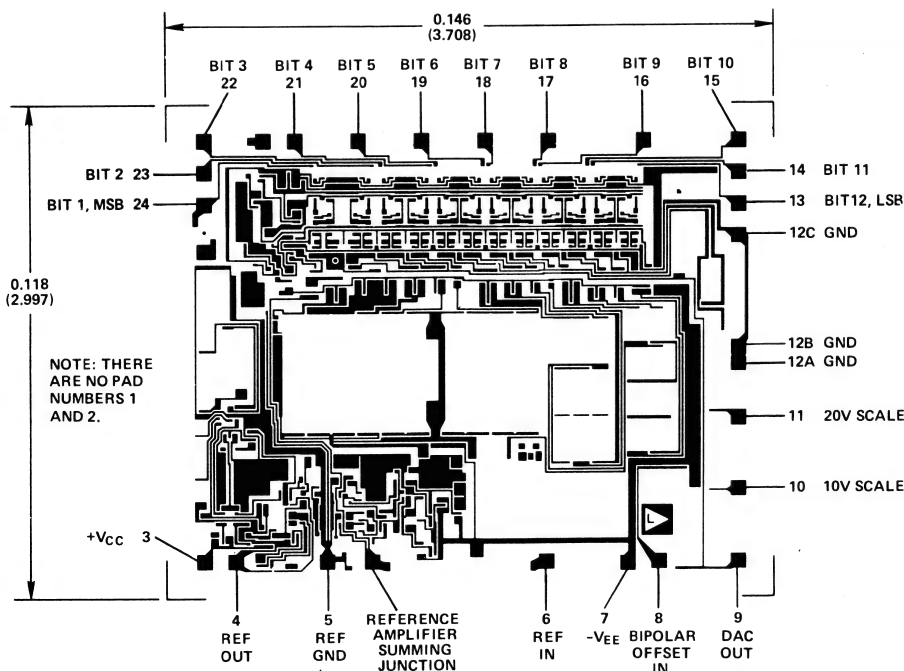 0.146
(3.708)
BIT 3
22
BIT 4
21
BIT 5
20
BIT 6
19
BIT 7
18
BIT 8
17
BIT 9
16
BIT 10
15
BIT 2 23
BIT 1, MSB 24
14 BIT 11
13 BIT12, LSB
12C GND
0.118
(2.997)
NOTE: THERE
ARE NO PAD
NUMBERS 1
AND 2.
12B GND
12A GND
11 20V SCALE
10 10V SCALE
L
+VCC 3
4
REF
OUT
5
REF
GND
REFERENCE
AMPLIFIER
SUMMING
JUNCTION
6
REF
IN
7
-VEE
8
BIPOLAR
OFFSET
IN
9
DAC
OUT